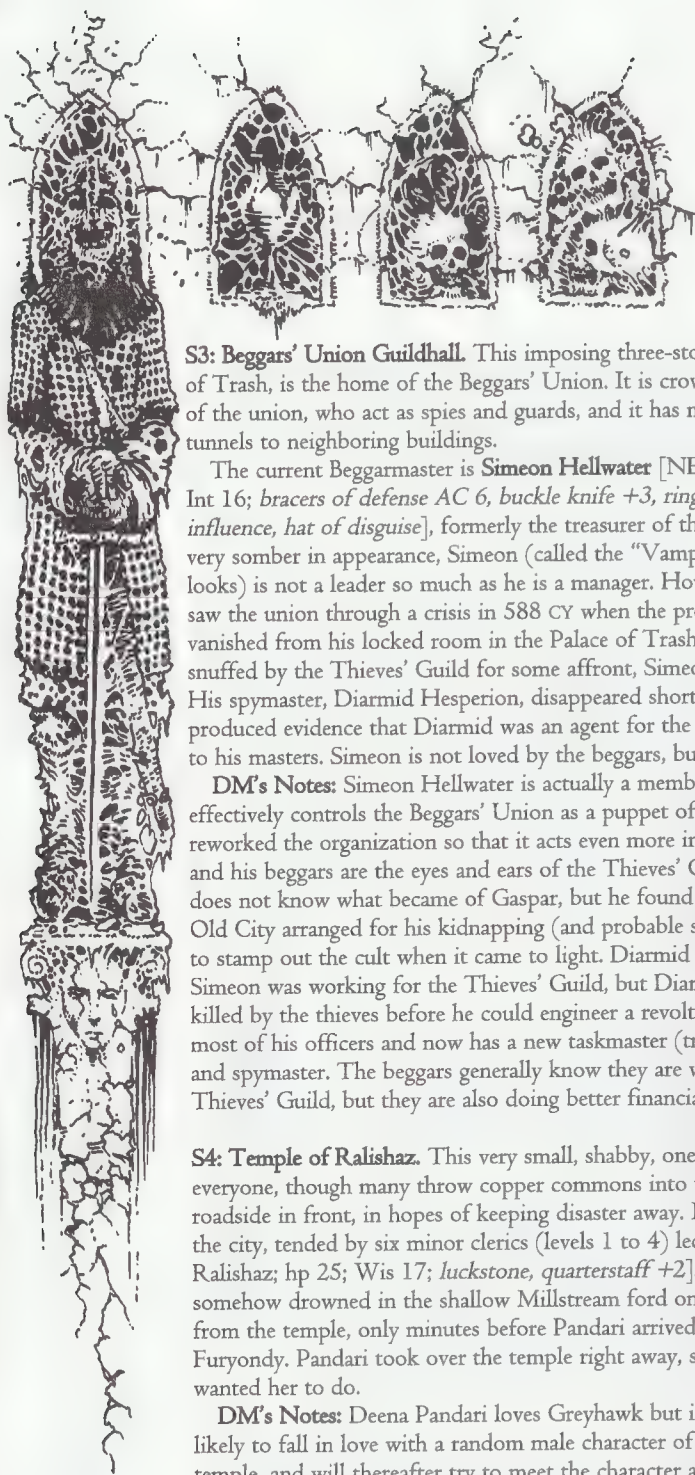 S3: Beggars' Union Guildhall. This imposing three-sto
of Trash, is the home of the Beggars' Union. It is crow
of the union, who act as spies and guards, and it has
tunnels to neighboring buildings.
The current Beggarmaster is Simeon Hellwater [NE
Int 16; bracers of defense AC 6, buckle knife +3, ring
influence, hat of disguise], formerly the treasurer of th
very somber in appearance, Simeon (called the "Vamp
looks) is not a leader so much as he is a manager. Ho
saw the union through a crisis in 588 CY when the pr
vanished from his locked room in the Palace of Trash
snuffed by the Thieves' Guild for some affront, Sime
His spymaster, Diarmid Hesperion, disappeared short
produced evidence that Diarmid was an agent for the
to his masters. Simeon is not loved by the beggars, bu
DM's Notes: Simeon Hellwater is actually a memb
effectively controls the Beggars' Union as a puppet of
reworked the organization so that it acts even more in
and his beggars are the eyes and ears of the Thieves' G
does not know what became of Gaspar, but he found
Old City arranged for his kidnapping (and probable s
to stamp out the cult when it came to light. Diarmid
Simeon was working for the Thieves' Guild, but Diar
killed by the thieves before he could engineer a revolt
most of his officers and now has a new taskmaster (tr
and spymaster. The beggars generally know they are w
Thieves' Guild, but they are also doing better financia
S4: Temple of Ralishaz. This very small, shabby, one
everyone, though many throw copper commons into
roadside in front, in hopes of keeping disaster away. I
the city, tended by six minor clerics (levels 1 to 4) led
Ralishaz; hp 25; Wis 17; luckstone, quarterstaff +2]
somehow drowned in the shallow Millstream ford on
from the temple, only minutes before Pandari arrived
Furyondy. Pandari took over the temple right away, s
wanted her to do.
DM's Notes: Deena Pandari loves Greyhawk but i
likely to fall in love with a random male character of
temple, and will thereafter try to meet the character a